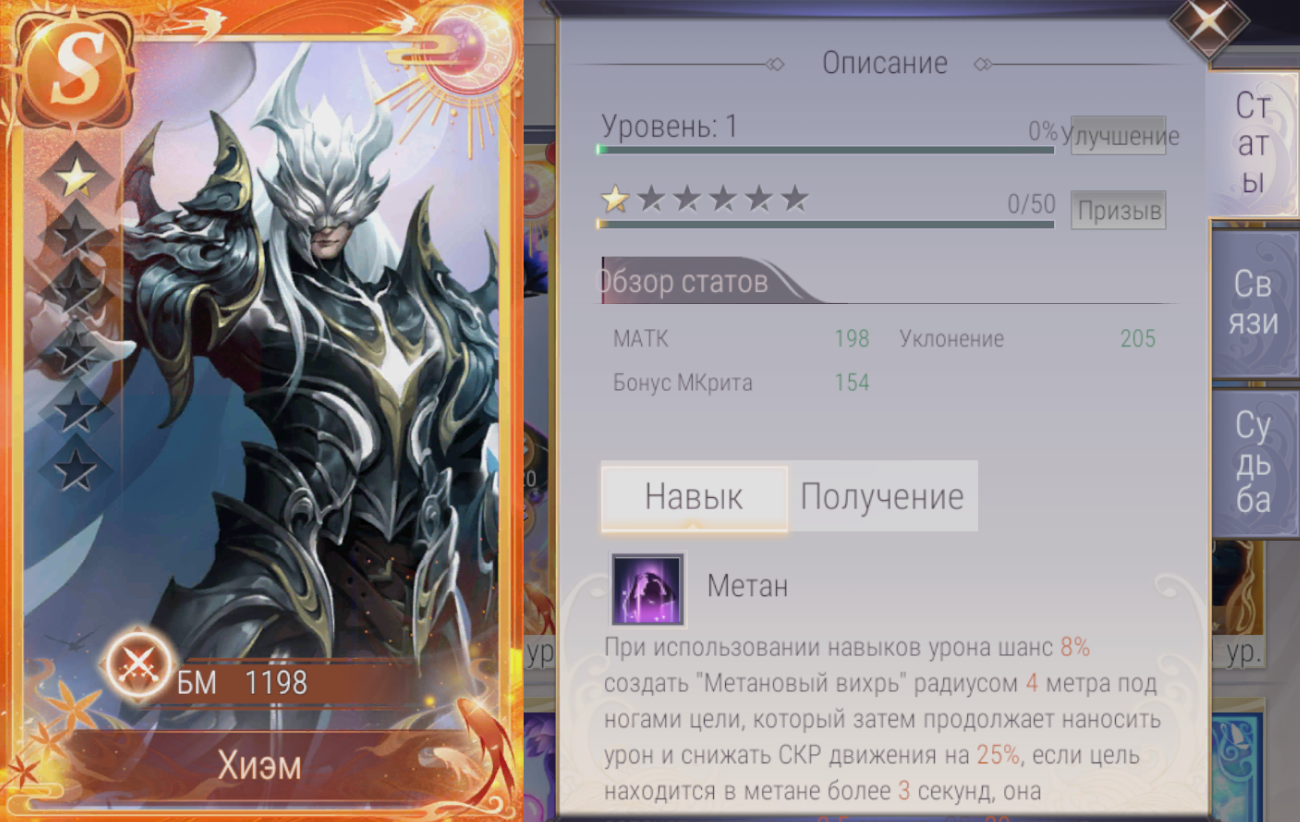 S
БМ 1198
Хиэм
Описание
Уровень: 1
0%
Улучшение
0/50
Призыв
Обзор статов
МАТК 198 Уклонение 205
Бонус МКрита 154
Навык Получение
Метан
При использовании навыков урона шанс 8%
создать "Метановый вихрь" радиусом 4 метра под
ногами цели, который затем продолжает наносить
урон и снижать СКР движения на 25%, если цель
находится в метане более 3 секунд, она
Ст
ат
ы
Св
язи
Су
дь
ба
ур
ур.